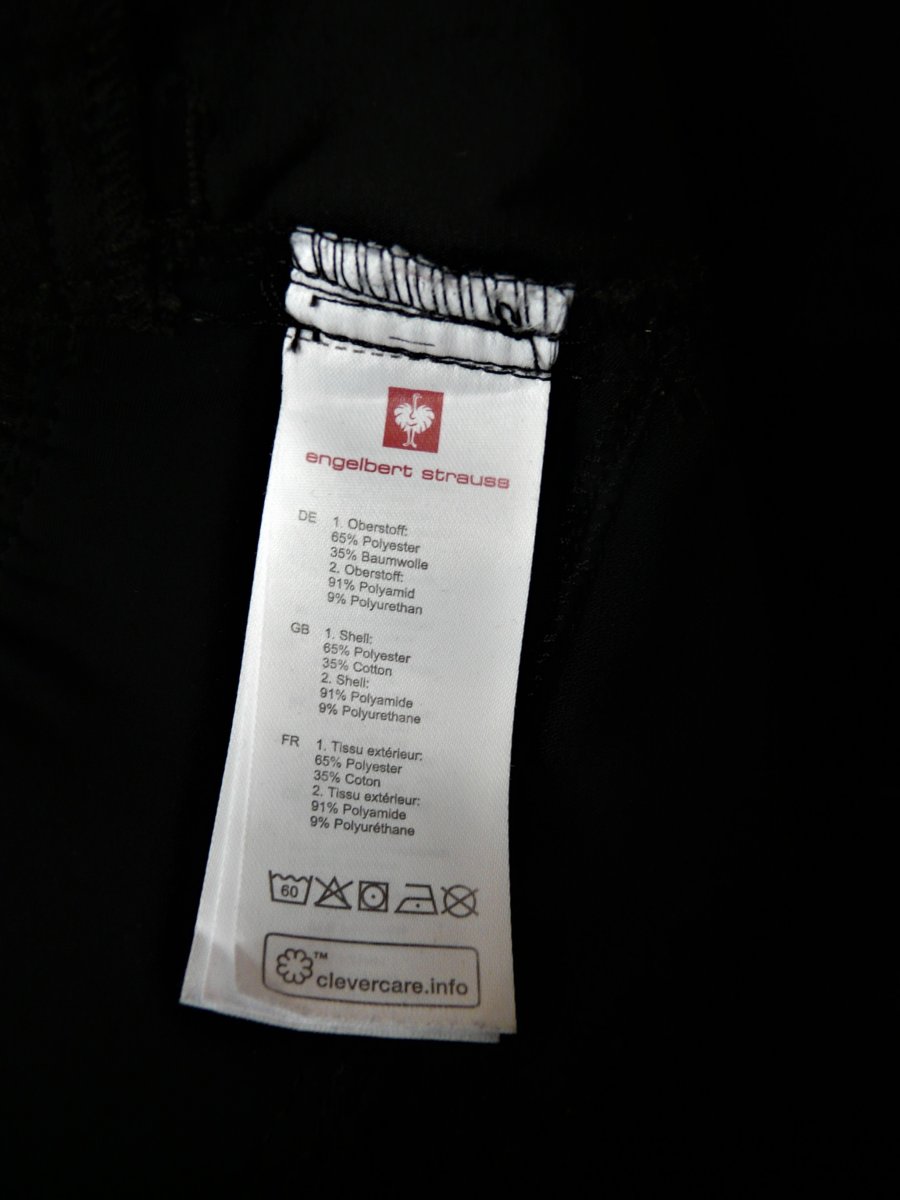 engelbert strauss
DE 1. Oberstoff:
65% Polyester
35% Baumwolle
2. Oberstoff:
91% Polyamid
9% Polyurethan
GB 1. Shell:
65% Polyester
35% Cotton
2. Shell:
91% Polyamide
9% Polyurethane
FR 1. Tissu extérieur:
65% Polyester
35% Coton
2. Tissu extérieur:
91% Polyamide
9% Polyuréthane
60
™
clevercare.info